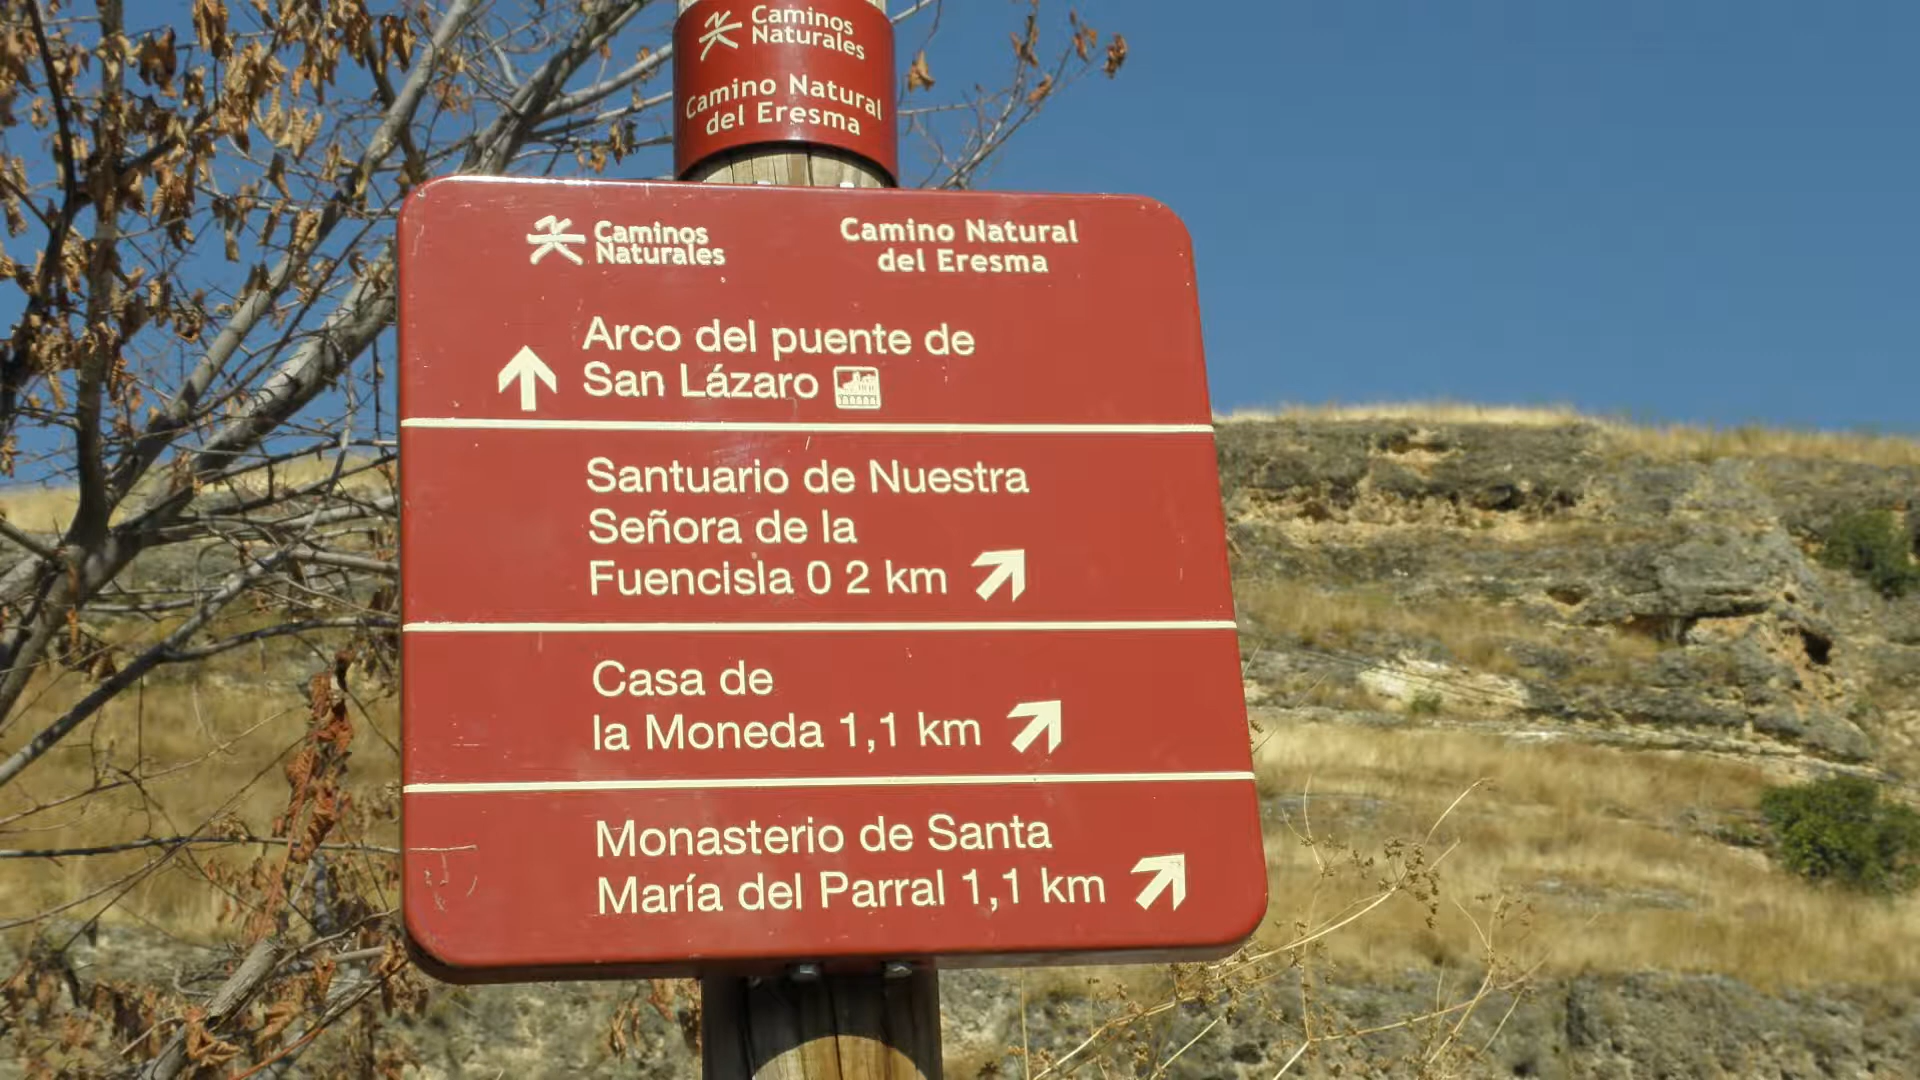 Caminos
Naturales
Camino Natural
del Eresma
Caminos
Naturales
Camino Natural
del Eresma
Arco del puente de
San Lázaro
Santuario de Nuestra
Señora de la
Fuencisla 0 2 km
Casa de
la Moneda 1,1 km
Monasterio de Santa
María del Parral 1,1 km